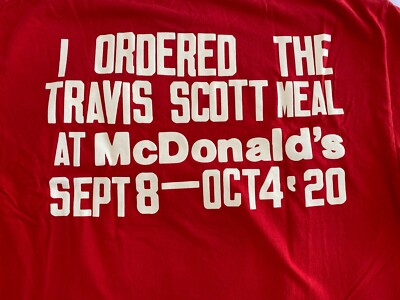 I ORDERED THE
TRAVIS SCOTT MEAL
AT McDonald's
SEPT 8—OCT 4 '20